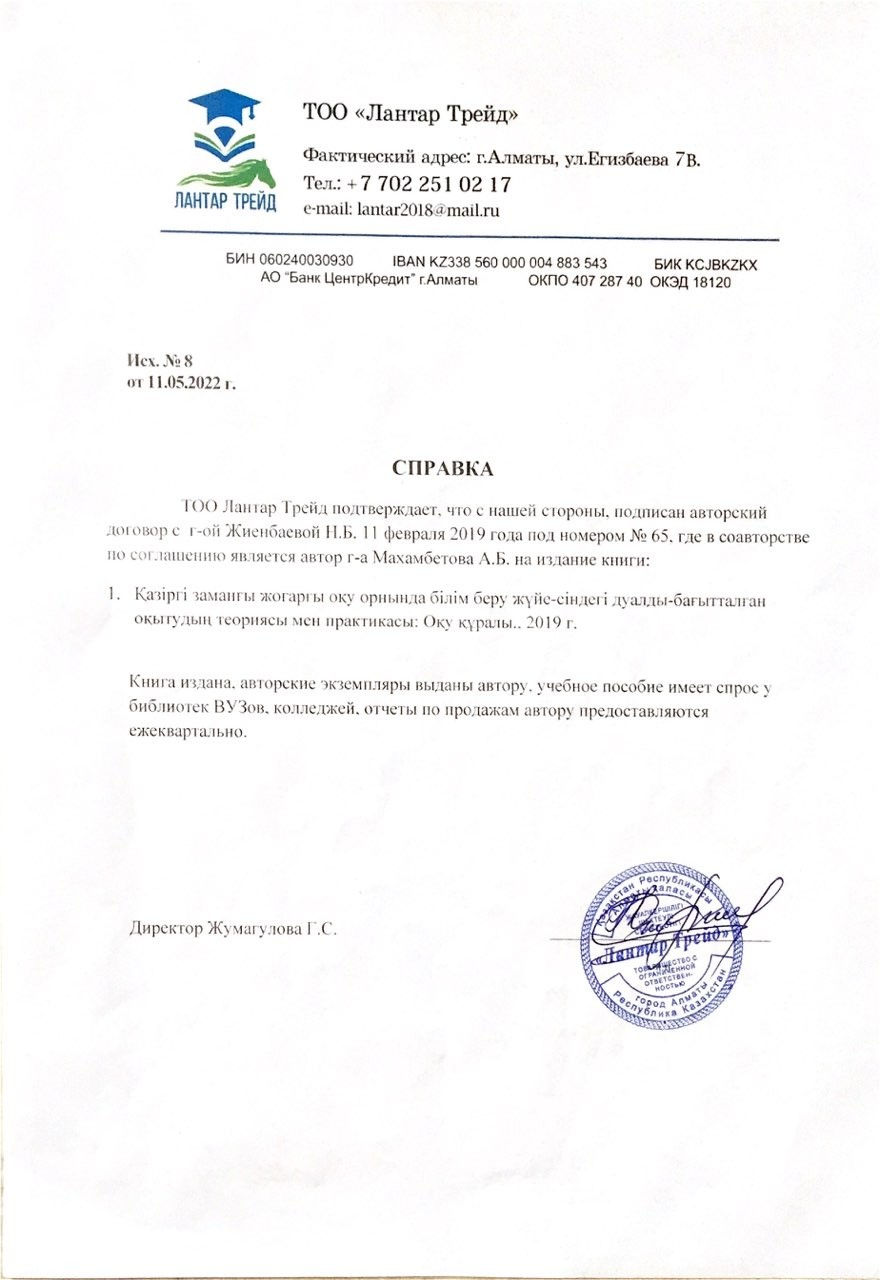 ТОО «Лантар Трейд»
Фактический адрес: г.Алматы, ул.Егизбаева 7В.
Тел.: +7 702 251 02 17
e-mail: lantar2018@mail.ru
ЛАНТАР ТРЕЙД
БИН 060240030930 IBAN KZ338 560 000 004 883 543 БИК KCJBKZKX
АО “Банк ЦентрКредит” г.Алматы ОКПО 407 287 40 ОКЭД 18120
Исх. № 8
от 11.05.2022 г.
СПРАВКА
ТОО Лантар Трейд подтверждает, что с нашей стороны, подписан авторский
договор с г-ой Жиенбаевой Н.Б. 11 февраля 2019 года под номером № 65, где в соавторстве
по соглашению является автор г-а Махамбетова А.Б. на издание книги:
1. Қазіргі заманғы жоғарғы оқу орнында білім беру жүйе-сіндегі дуалды-бағытталған
оқытудың теориясы мен практикасы: Оқу құралы.. 2019 г.
Книга издана, авторские экземпляры выданы автору, учебное пособие имеет спрос у
библиотек ВУЗов, колледжей, отчеты по продажам автору предоставляются
ежеквартально.
Директор Жумагулова Г.С.
Қазақстан Республикасы
«Лантар Трейд»
ТОВАРИЩЕСТВО С
ОГРАНИЧЕННОЙ
ОТВЕТСТВЕН-
НОСТЬЮ
город Алматы
Республика Казахстан